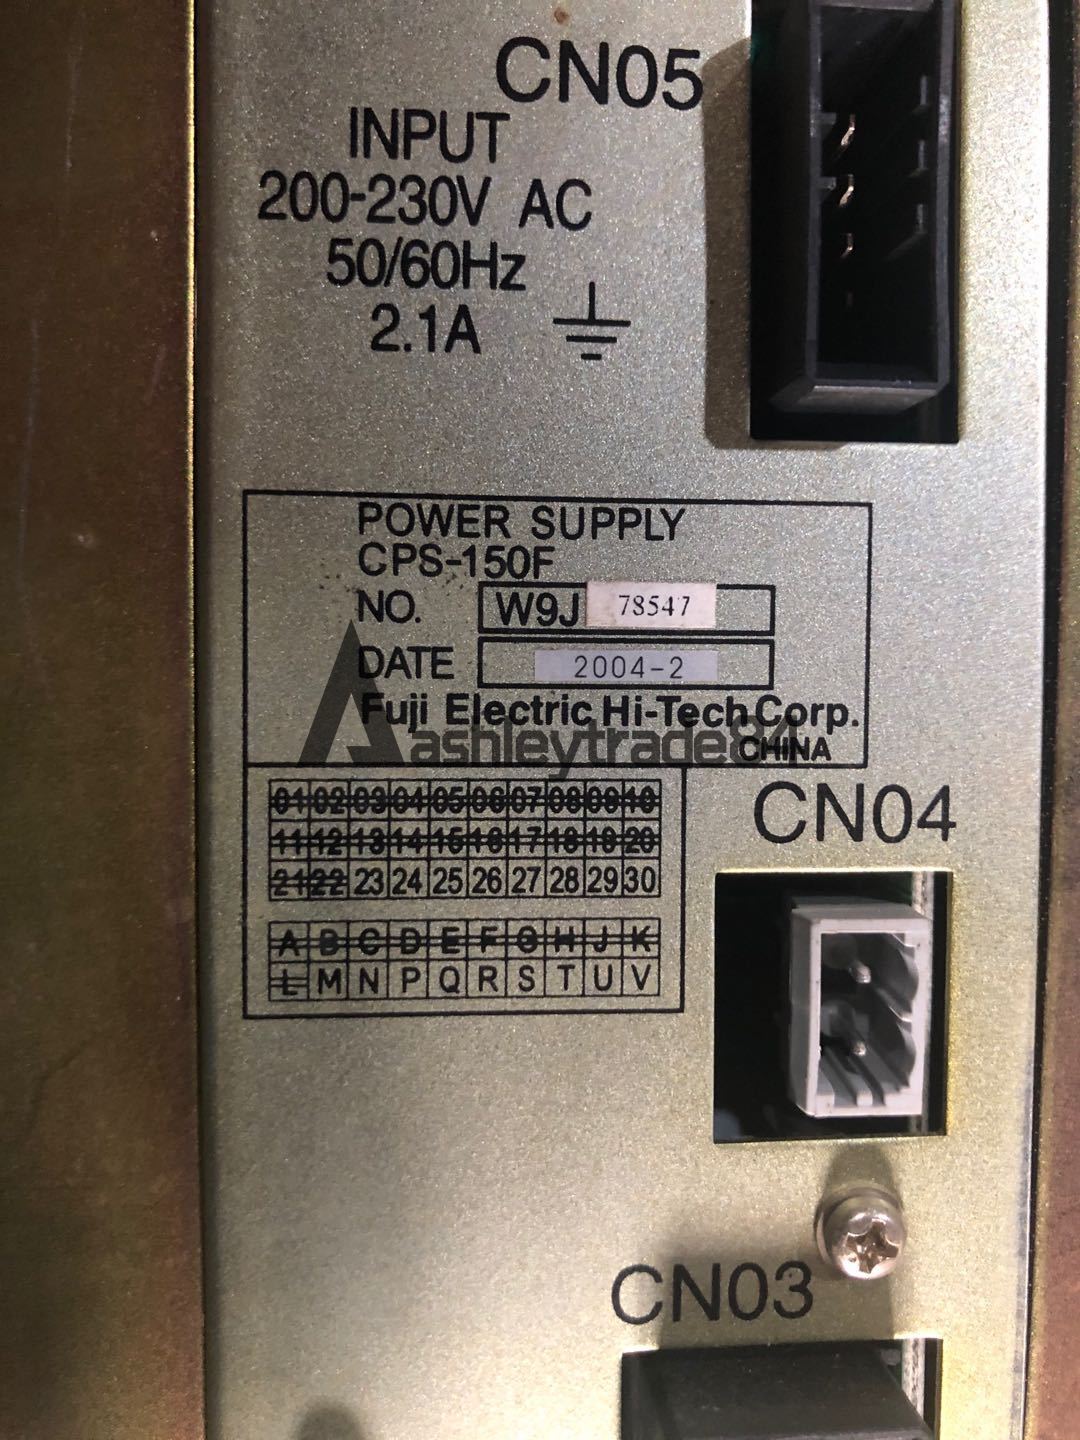 CN05
INPUT
200-230V AC
50/60Hz
2.1A
POWER SUPPLY
CPS-150F
NO. W9J 78547
DATE 2004-2
Fuji Electric Hi-Tech Corp.
CHINA
ashleytrade84
01 02 03 04 05 06 07 08 09 10
11 12 13 14 15 16 17 18 19 20
21 22 23 24 25 26 27 28 29 30
A B C D E F G H J K
L M N P Q R S T U V
CN04
CN03